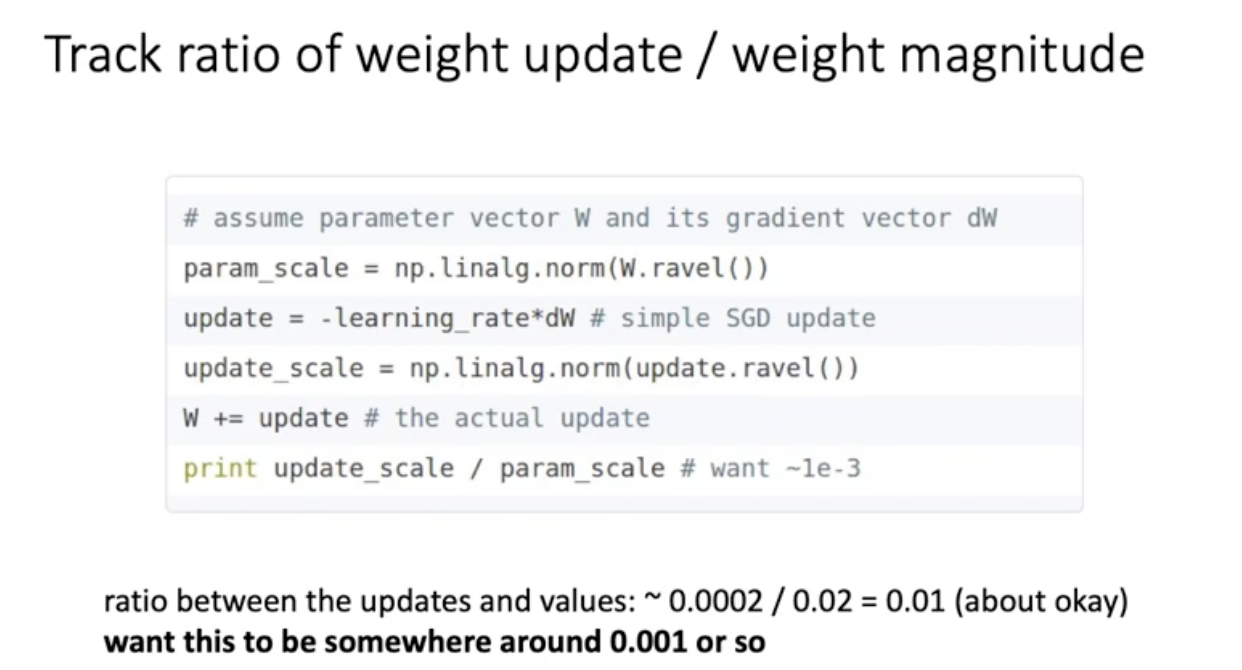 Track ratio of weight update / weight magnitude
# assume parameter vector W and its gradient vector dW
param_scale = np.linalg.norm(W.ravel())
update = -learning_rate*dW # simple SGD update
update_scale = np.linalg.norm(update.ravel())
W += update # the actual update
print update_scale / param_scale # want ~1e-3
ratio between the updates and values: ~ 0.0002 / 0.02 = 0.01 (about okay)
want this to be somewhere around 0.001 or so